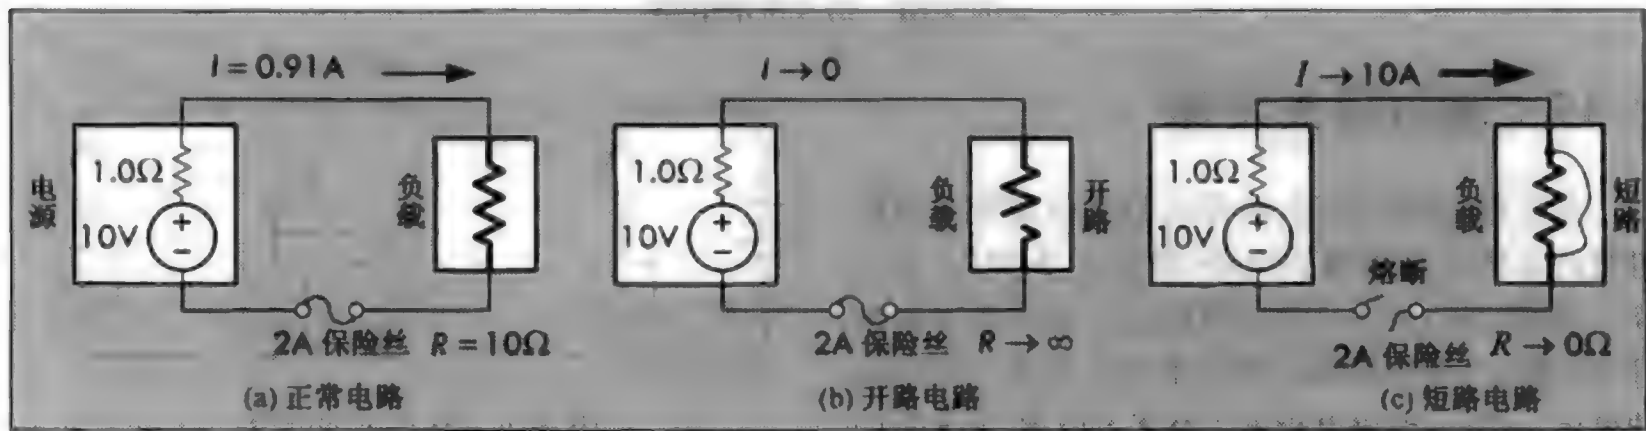 I = 0.91A
电源
1.0Ω
10V
+
−
负载
2A 保险丝 R = 10Ω
(a) 正常电路
I → 0
1.0Ω
10V
+
−
负载
开路
2A 保险丝 R → ∞
(b) 开路电路
I → 10A
1.0Ω
10V
+
−
负载
短路
熔断
2A 保险丝 R → 0Ω
(c) 短路电路